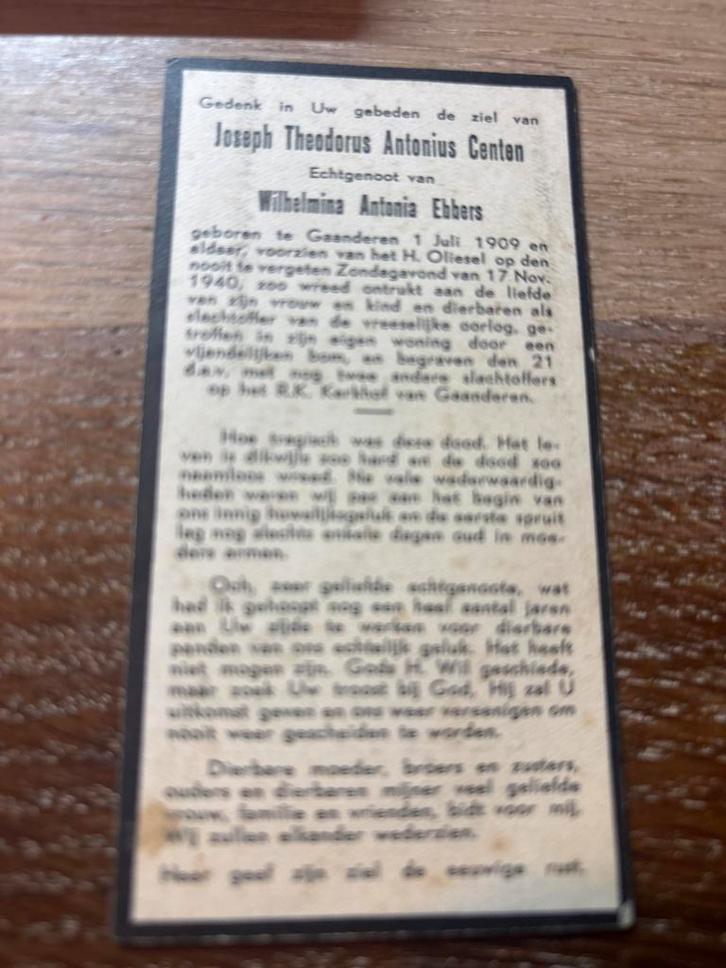 Gedenk in Uw gebeden de ziel van
Joseph Theodorus Antonius Centen
Echtgenoot van
Wilhelmina Antonia Ebbers
geboren te Gaanderen 1 Juli 1909 en
aldaar, voorzien van het H. Oliesel op den
nooit te vergeten Zondagavond van 17 Nov.
1940, zoo wreed ontrukt aan de liefde
van zijn vrouw en kind en dierbaren als
slachtoffer van de vreeselijke oorlog, ge-
troffen in zijn eigen woning door een
vijandelijken bom, en begraven den 21
d.a.v. met nog twee andere slachtoffers
op het R.K. Kerkhof van Gaanderen.
Hoe tragisch was deze dood. Het le-
ven is dikwijls zoo hard en de dood zoo
naamloos wreed. Na vele wederwaardig-
heden waren wij pas aan het begin van
ons innig huwelijksgeluk en de eerste spruit
lag nog slechts enkele dagen oud in moe-
ders armen.
Och, zeer geliefde echtgenoote, wat
had ik gehoopt nog een heel aantal jaren
aan Uw zijde te werken voor dierbare
panden van ons echtelijk geluk. Het heeft
niet mogen zijn. Gods H. Wil geschiede,
maar zoek Uw troost bij God, Hij zal U
uitkomst geven en ons weer vereenigen om
nooit weer gescheiden te worden.
Dierbare moeder, broers en zusters,
ouders en dierbaren mijner veel geliefde
vrouw, familie en vrienden, bidt voor mij,
Wij zullen elkander wederzien.
Heer geef zijn ziel de eeuwige rust.